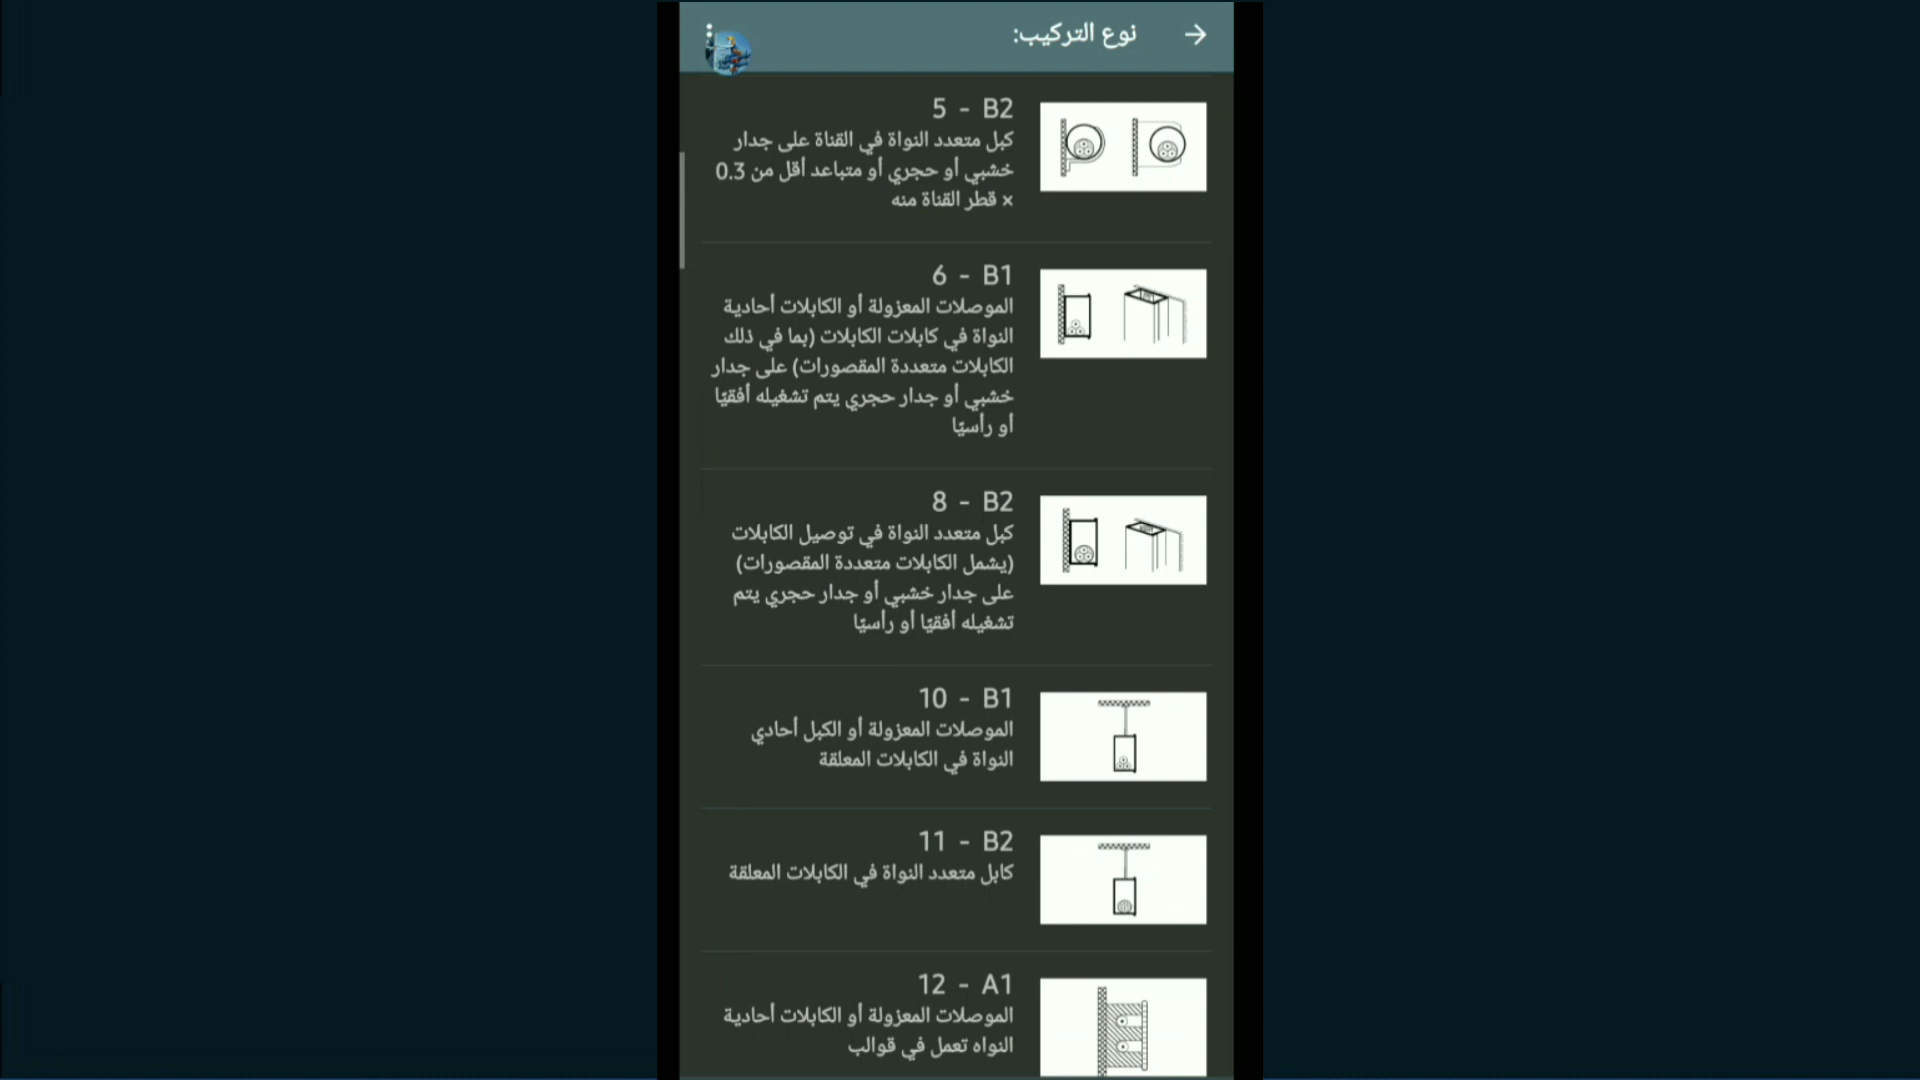 نوع التركيب:
5 - B2
كبل متعدد النواة في القناة على جدار
خشبي أو حجري أو متباعد أقل من 0.3
× قطر القناة منه
6 - B1
الموصلات المعزولة أو الكابلات أحادية
النواة في كابلات الكابلات (بما في ذلك
الكابلات متعددة المقصورات) على جدار
خشبي أو جدار حجري يتم تشغيله أفقيًا
أو رأسيًا
8 - B2
كبل متعدد النواة في توصيل الكابلات
(يشمل الكابلات متعددة المقصورات)
على جدار خشبي أو جدار حجري يتم
تشغيله أفقيًا أو رأسيًا
10 - B1
الموصلات المعزولة أو الكبل أحادي
النواة في الكابلات المعلقة
11 - B2
كابل متعدد النواة في الكابلات المعلقة
12 - A1
الموصلات المعزولة أو الكابلات أحادية
النواه تعمل في قوالب